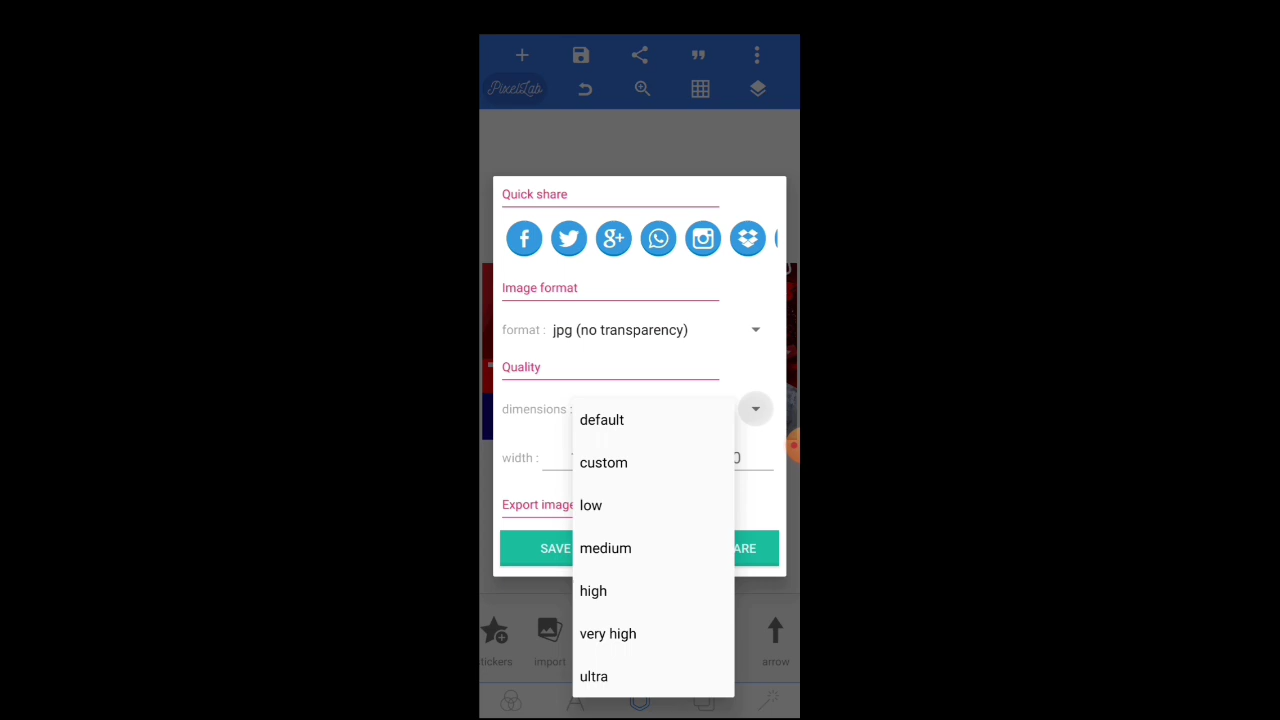 PixelLab
Quick share
Image format
format : jpg (no transparency)
Quality
dimensions :
default
width :
custom
Export image
low
SAVE
medium
ARE
high
very high
ultra
import
arrow